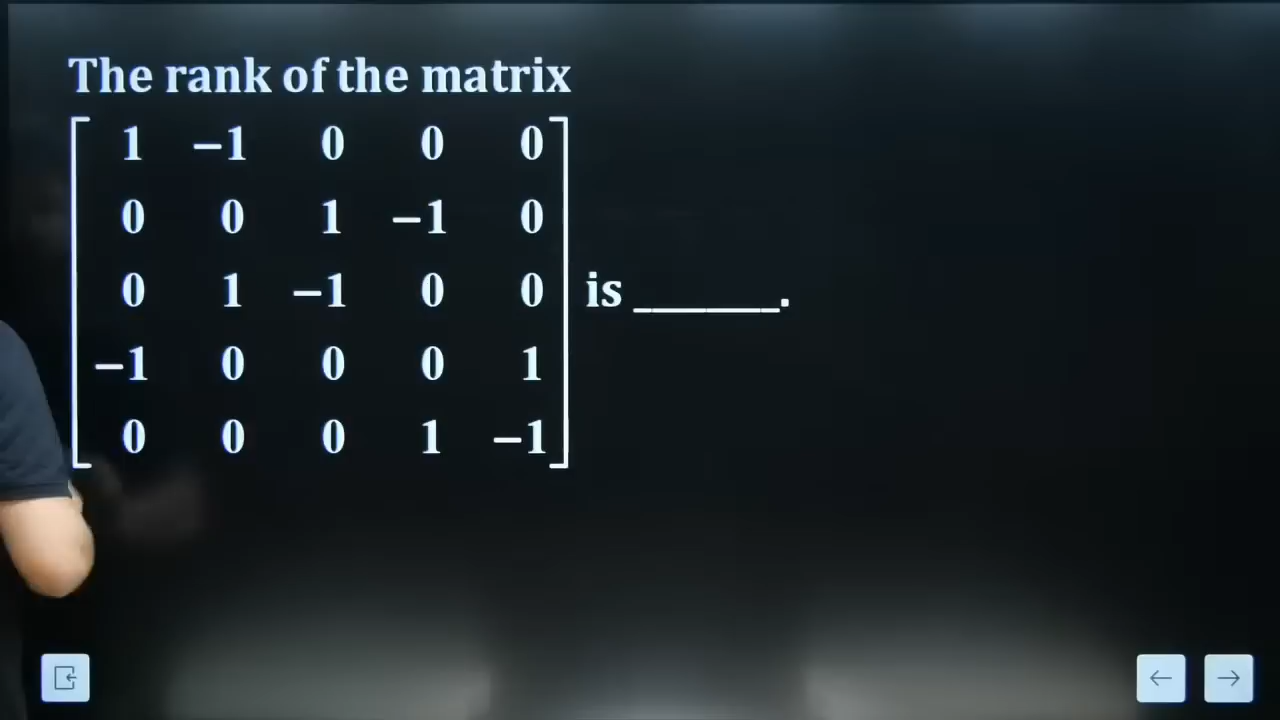 The rank of the matrix
1 −1 0 0 0
0 0 1 −1 0
0 1 −1 0 0
−1 0 0 0 1
0 0 0 1 −1
is ______.